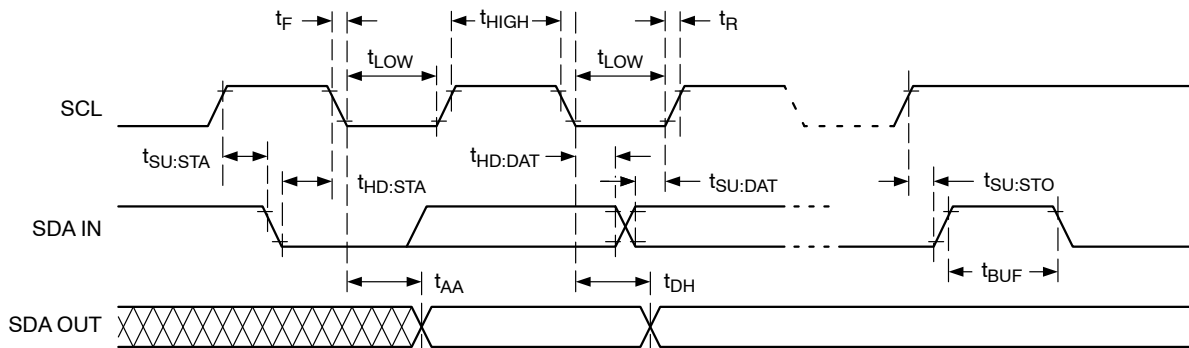 tF
tHIGH
tR
tLOW
tLOW
SCL
tSU:STA
tHD:STA
tHD:DAT
tSU:DAT
tSU:STO
SDA IN
tBUF
tAA
tDH
SDA OUT